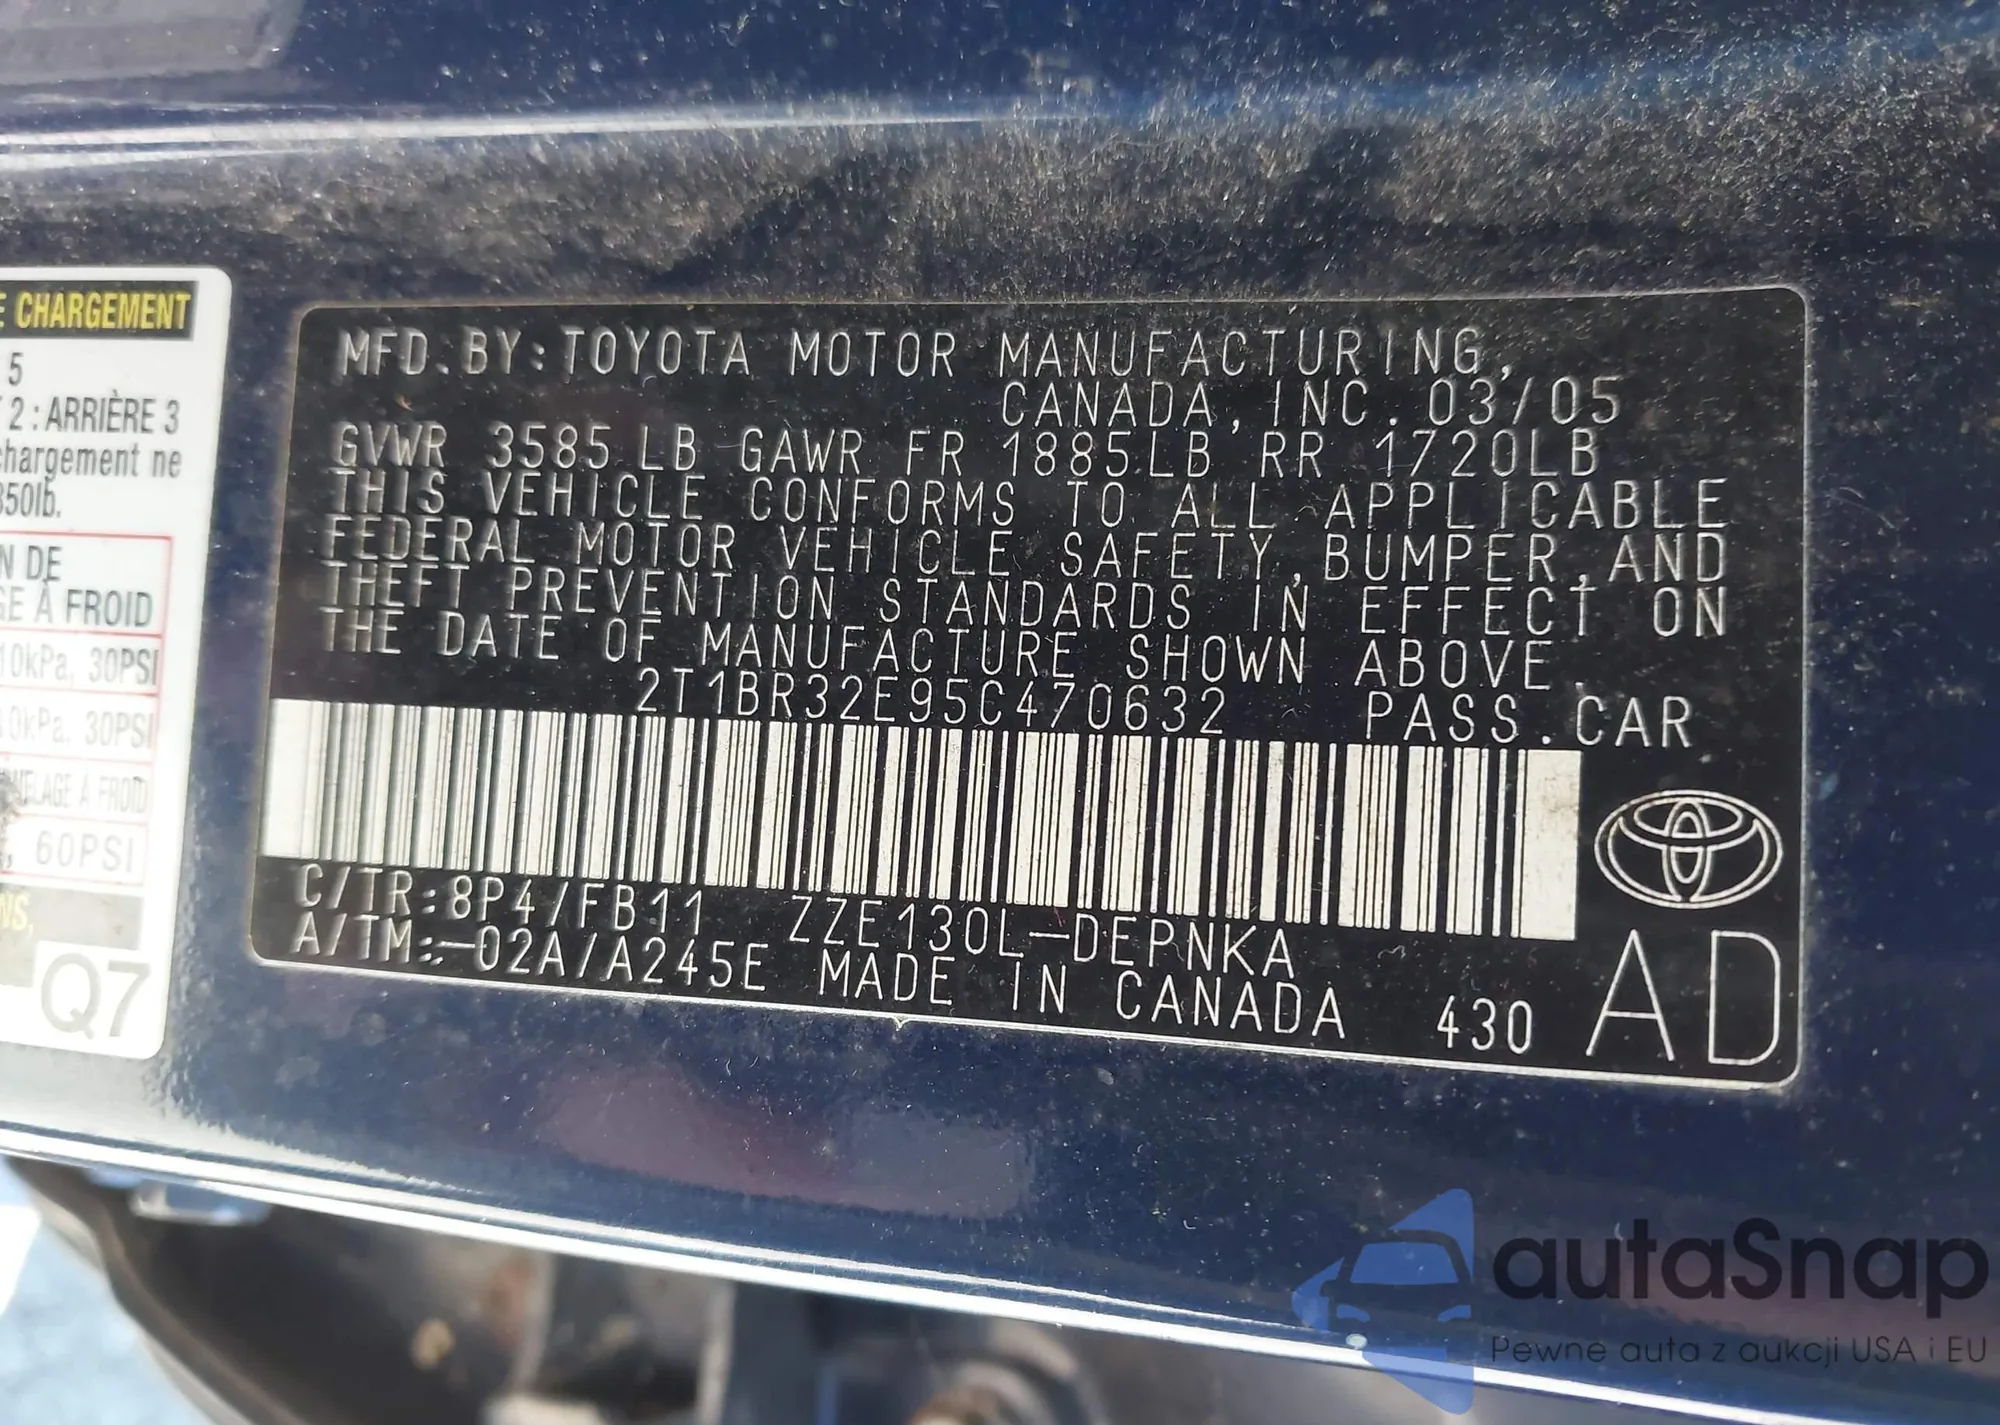 E CHARGEMENT
5
2 : ARRIÈRE 3
chargement ne
850lb.
N DE
GE À FROID
10kPa, 30PSI
10kPa, 30PSI
À FROID
60PSI
NS,
Q7
MFD. BY: TOYOTA MOTOR MANUFACTURING,
CANADA, INC. 03/05
GVWR 3585 LB GAWR FR 1885LB RR 1720LB
THIS VEHICLE CONFORMS TO ALL APPLICABLE
FEDERAL MOTOR VEHICLE SAFETY, BUMPER, AND
THEFT PREVENTION STANDARDS IN EFFECT ON
THE DATE OF MANUFACTURE SHOWN ABOVE.
2T1BR32E95C470632 PASS. CAR
C/TR: 8P4/FB11 ZZE130L-DEPNKA
A/TM: -02A/A245E MADE IN CANADA 430
AD
autaSnap
Pewne auta z aukcji USA i EU